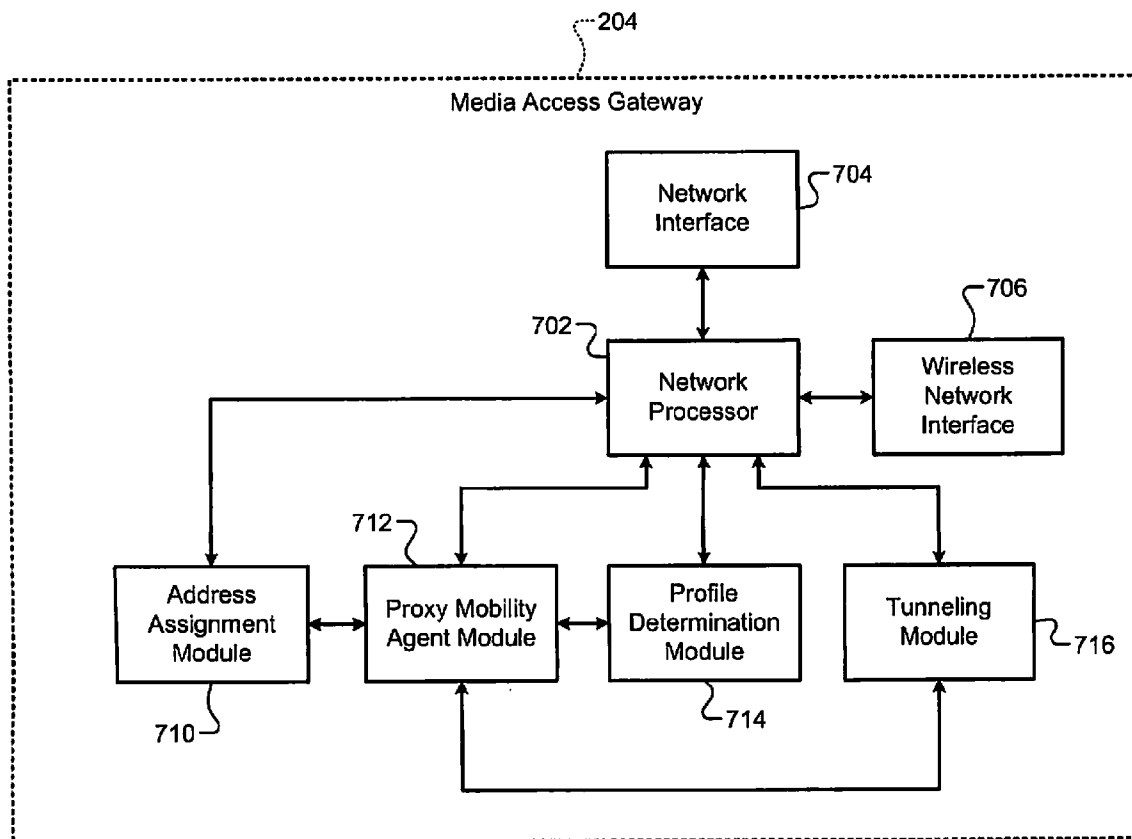 204
Media Access Gateway
Network
Interface
704
702
Network
Processor
706
Wireless
Network
Interface
712
Address
Assignment
Module
710
Proxy Mobility
Agent Module
Profile
Determination
Module
714
Tunneling
Module
716